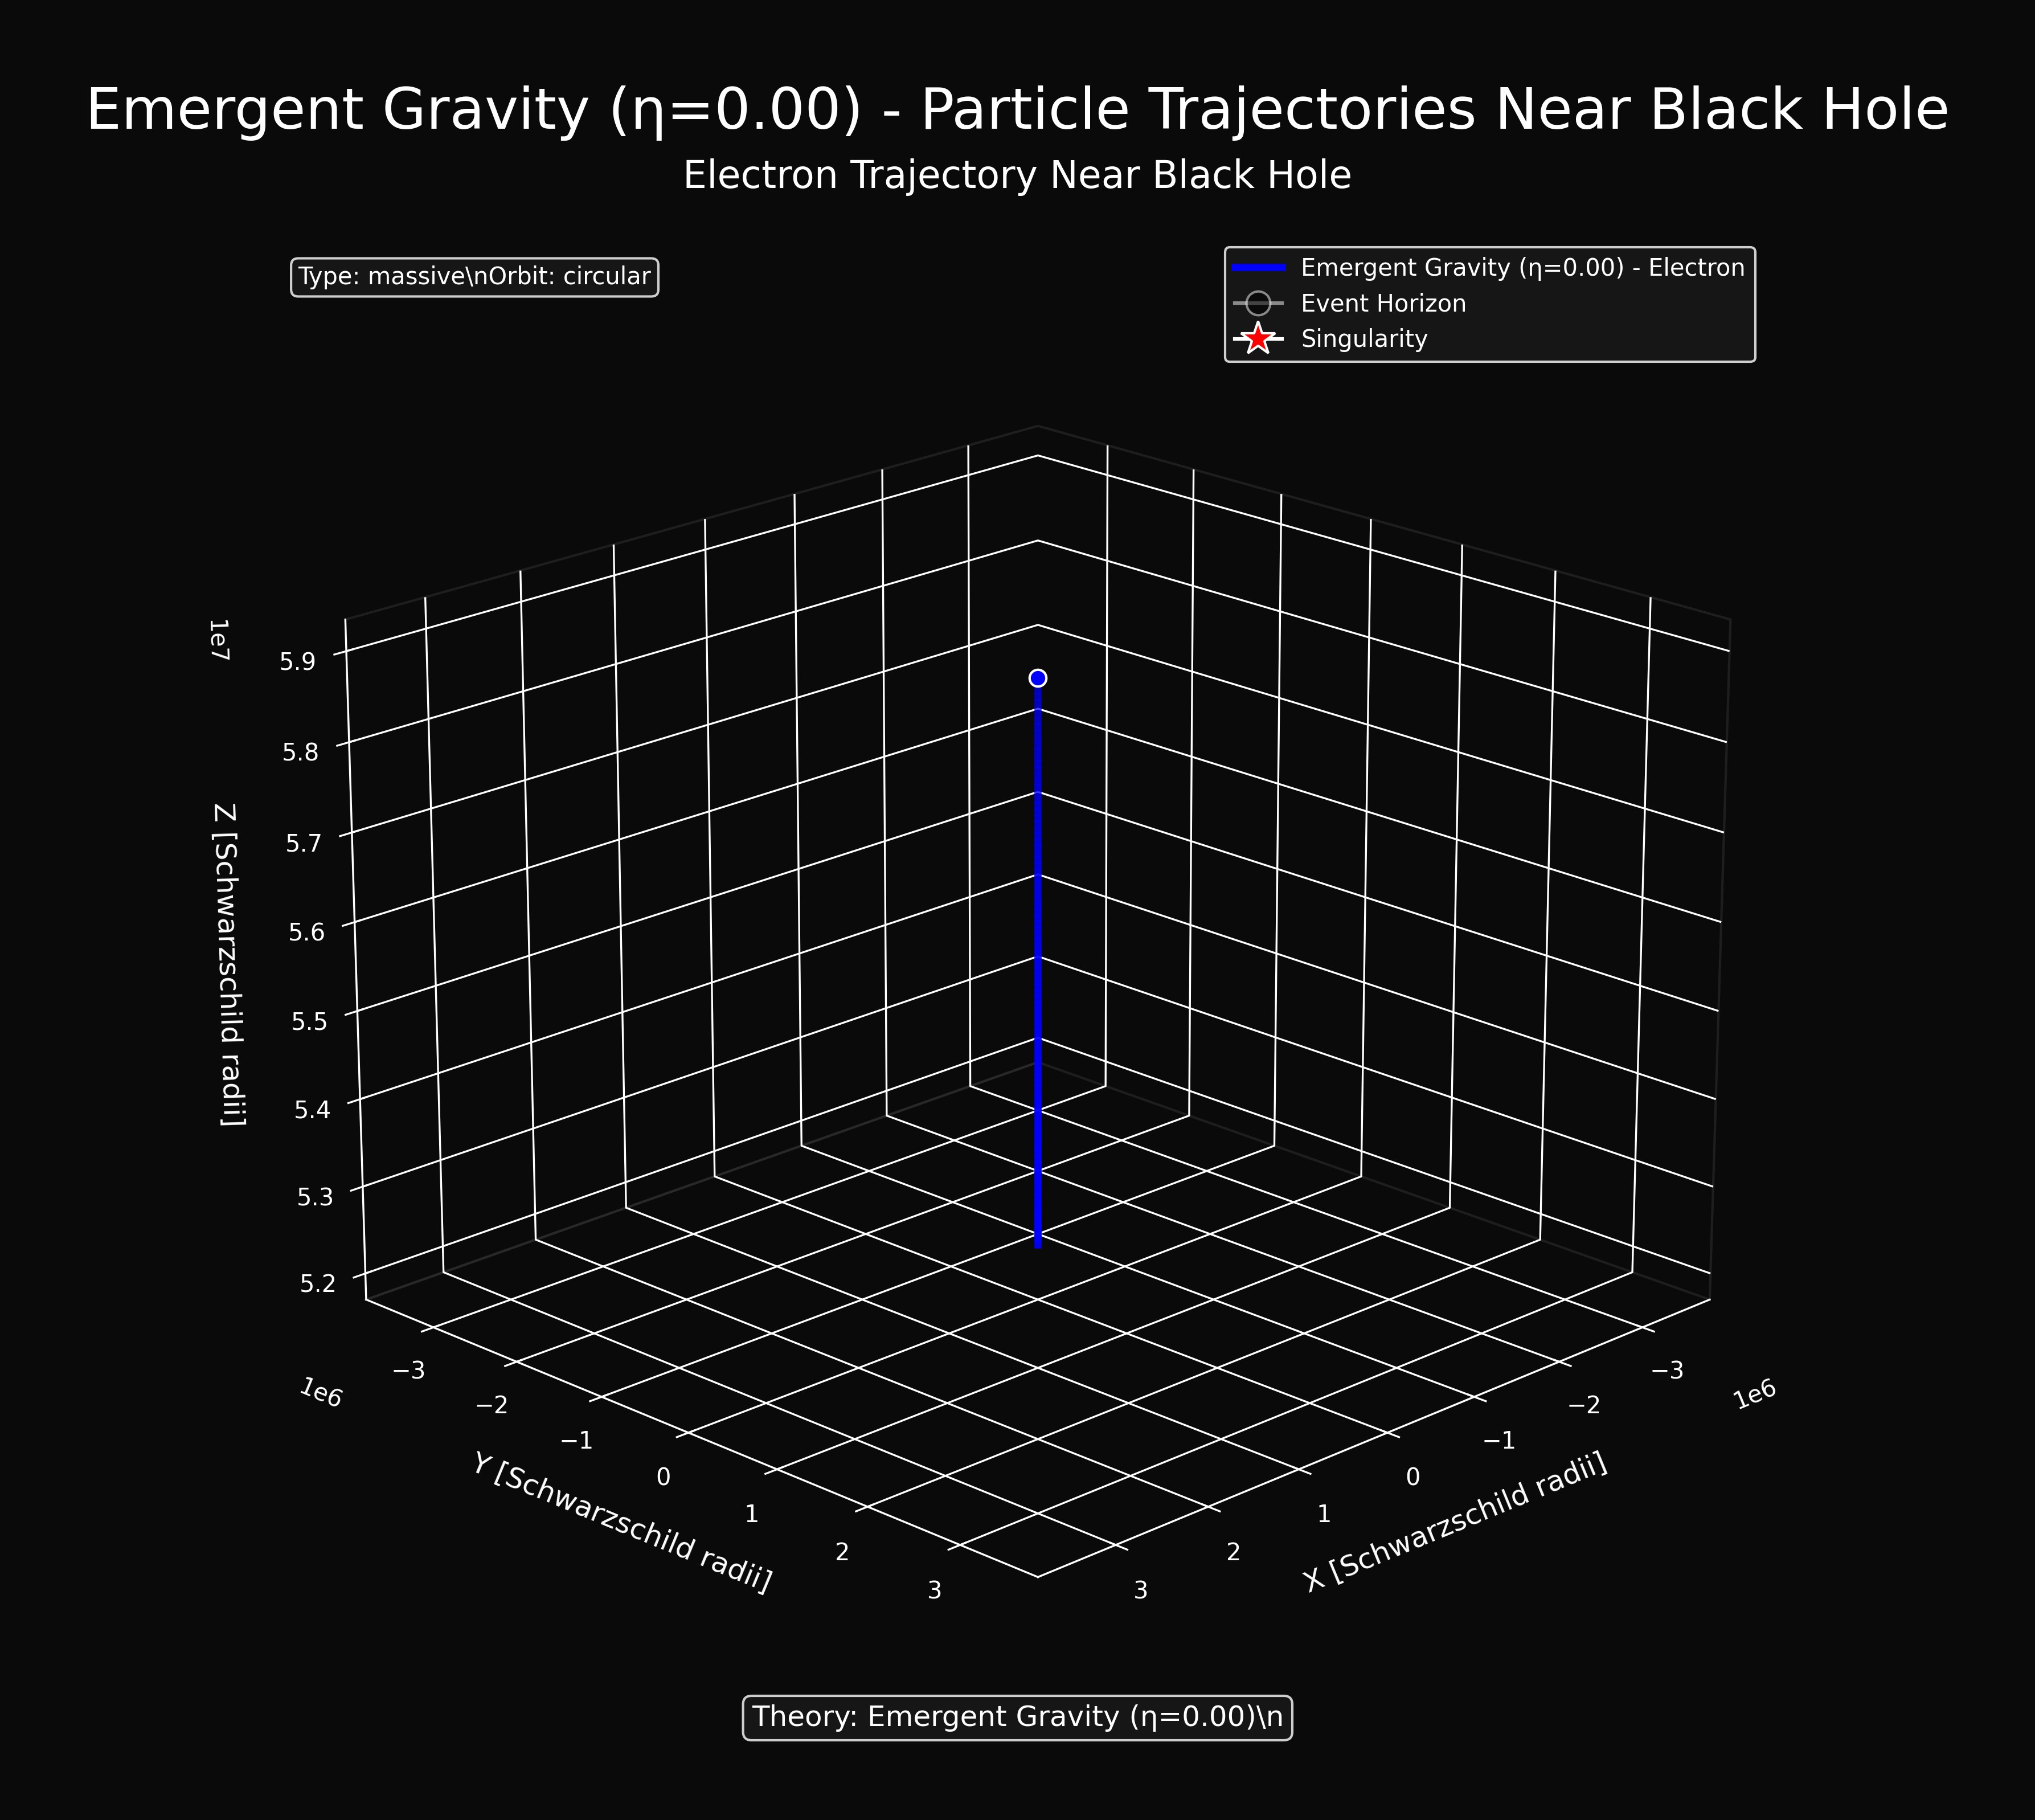 Emergent Gravity (η=0.00) - Particle Trajectories Near Black Hole
Electron Trajectory Near Black Hole
Type: massive\nOrbit: circular
Emergent Gravity (η=0.00) - Electron
Event Horizon
Singularity
1e7
5.9
5.8
5.7
5.6
5.5
5.4
5.3
5.2
Z [Schwarzschild radii]
1e6
−3
−2
−1
0
1
2
3
Y [Schwarzschild radii]
1e6
−3
−2
−1
0
1
2
3
X [Schwarzschild radii]
Theory: Emergent Gravity (η=0.00)\n